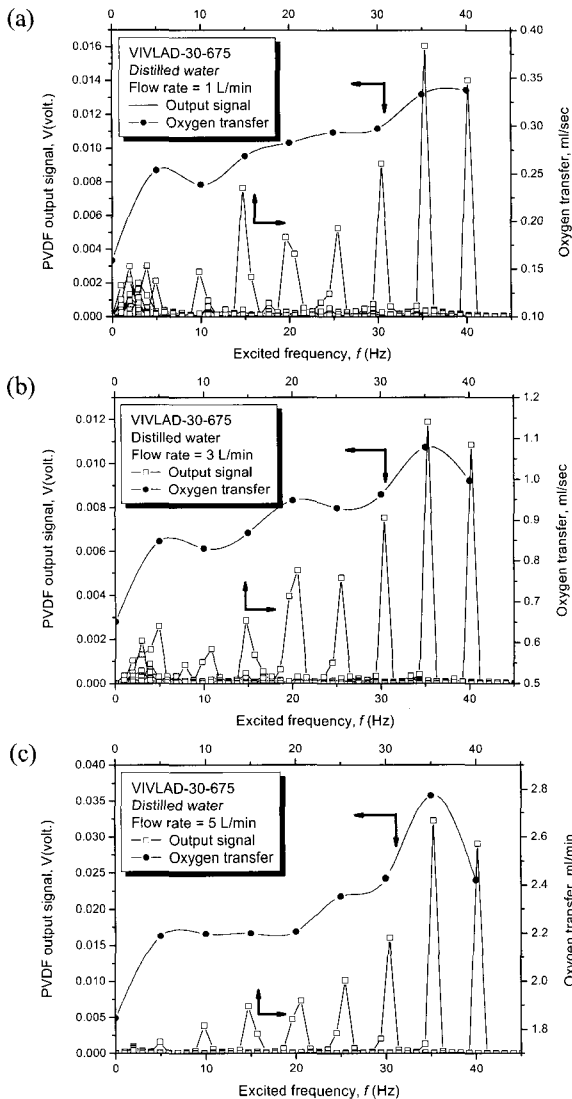 (a)
0 10 20 30 40
VIVLAD-30-675
Distilled water
Flow rate = 1 L/min
Output signal
Oxygen transfer
PVDF output signal, V(volt.)
0.016
0.014
0.012
0.010
0.008
0.006
0.004
0.002
0.000
0.40
0.35
0.30
0.25
0.20
0.15
0.10
Oxygen transfer, ml/sec
0 10 20 30 40
Excited frequency, f (Hz)
(b)
0 10 20 30 40
VIVLAD-30-675
Distilled water
Flow rate = 3 L/min
Output signal
Oxygen transfer
PVDF output signal, V(volt.)
0.012
0.010
0.008
0.006
0.004
0.002
0.000
1.2
1.1
1.0
0.9
0.8
0.7
0.6
0.5
Oxygen transfer, ml/sec
0 10 20 30 40
Excited frequency, f (Hz)
(c)
0 10 20 30 40
VIVLAD-30-675
Distilled water
Flow rate = 5 L/min
Output signal
Oxygen transfer
PVDF output signal, V(volt.)
0.040
0.035
0.030
0.025
0.020
0.015
0.010
0.005
0.000
2.8
2.6
2.4
2.2
2.0
1.8
Oxygen transfer, ml/min
0 10 20 30 40
Excited frequency, f (Hz)